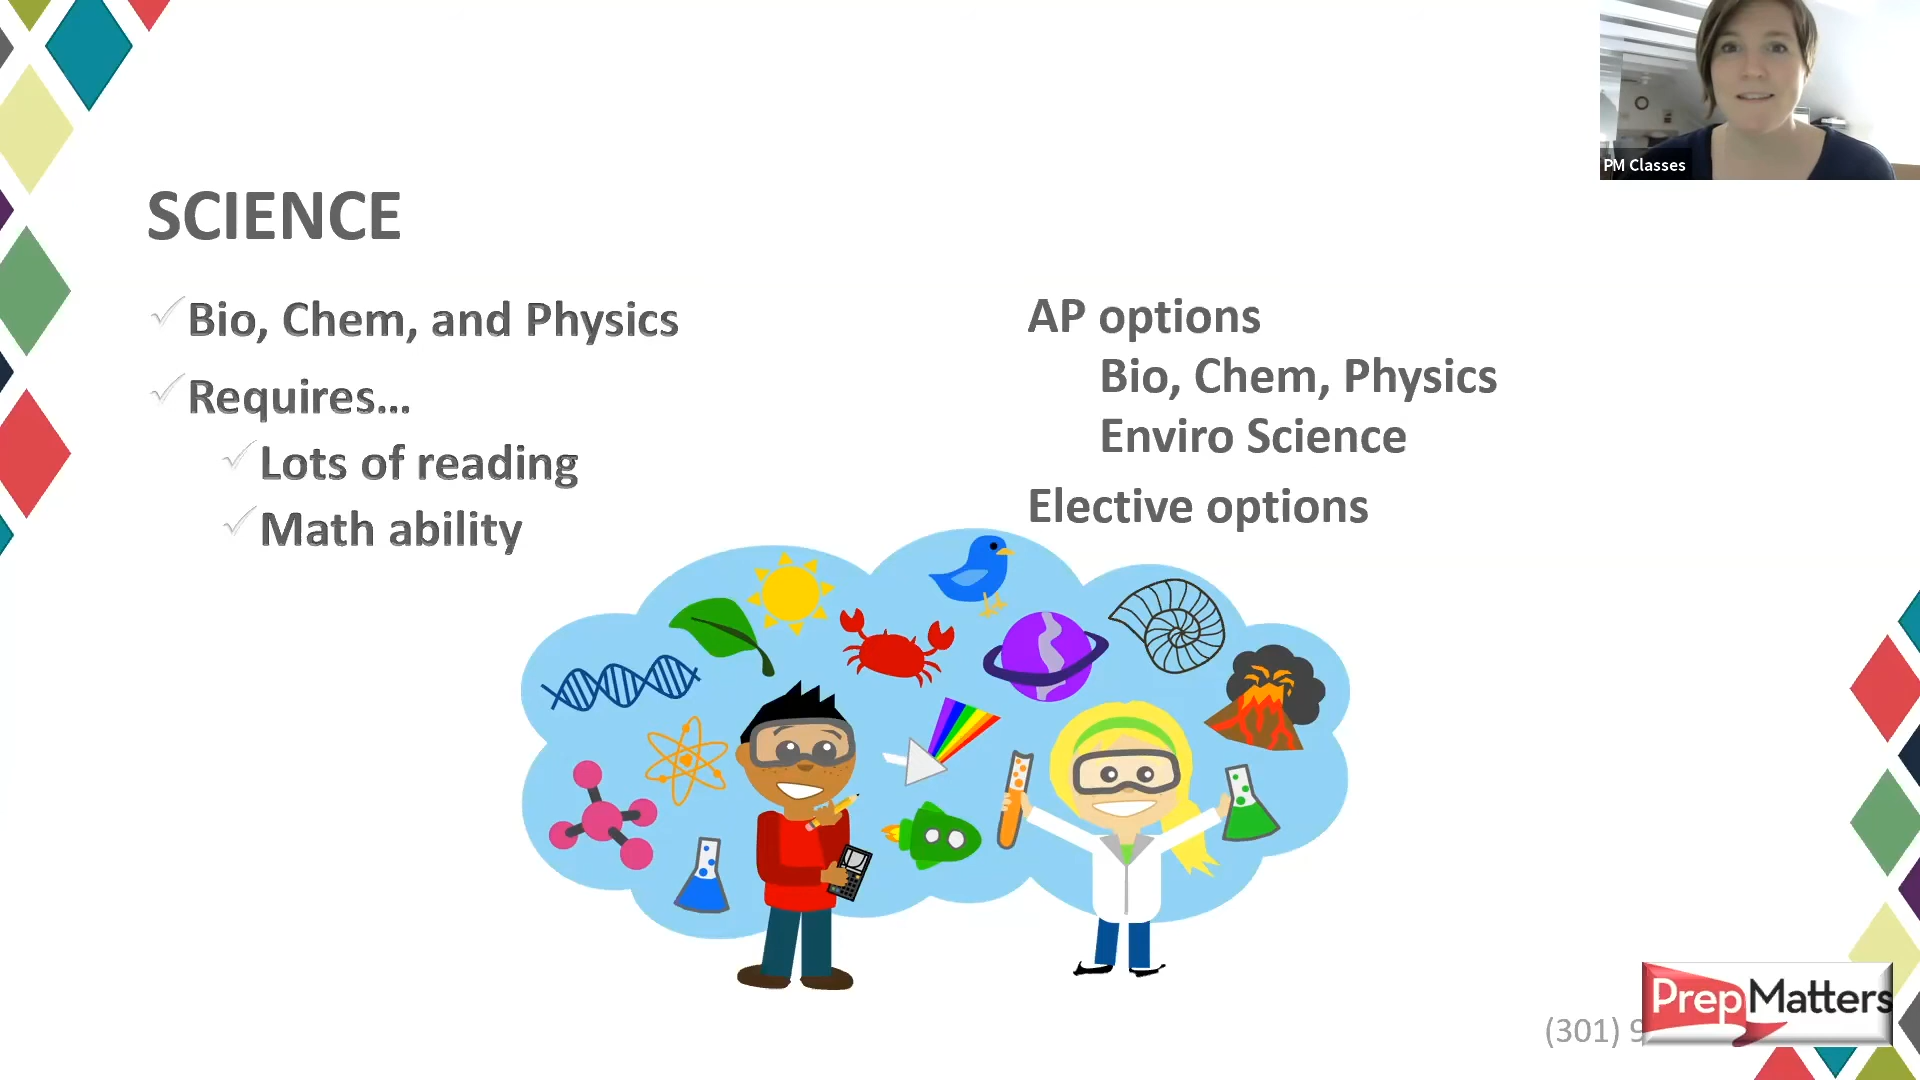 PM Classes
SCIENCE
Bio, Chem, and Physics
Requires...
Lots of reading
Math ability
AP options
Bio, Chem, Physics
Enviro Science
Elective options
(301) 9
PrepMatters